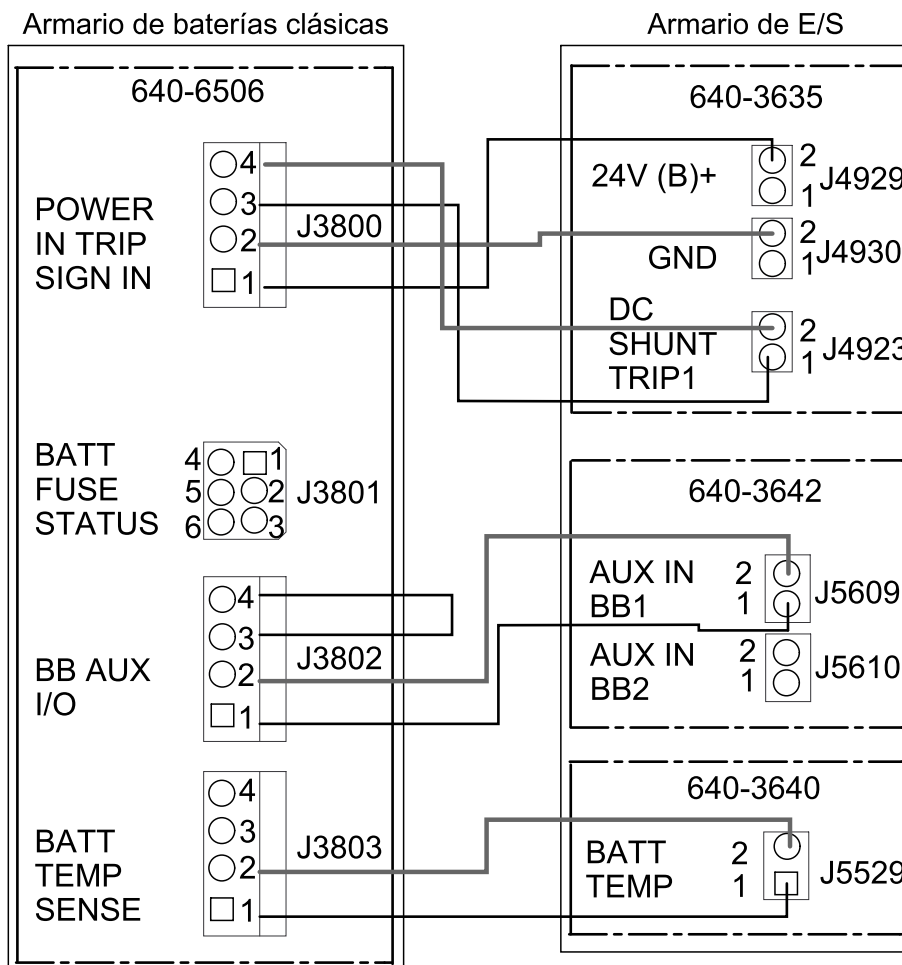 Armario de baterías clásicas
640-6506
POWER
IN TRIP
SIGN IN
4
3
2
1
J3800
BATT
FUSE
STATUS
4
1
5
2
6
3
J3801
BB AUX
I/O
4
3
2
1
J3802
BATT
TEMP
SENSE
4
3
2
1
J3803
Armario de E/S
640-3635
24V (B)+
2
1
J4929
GND
2
1
J4930
DC
SHUNT
TRIP1
2
1
J4923
640-3642
AUX IN
BB1
2
1
J5609
AUX IN
BB2
2
1
J5610
640-3640
BATT
TEMP
2
1
J5529